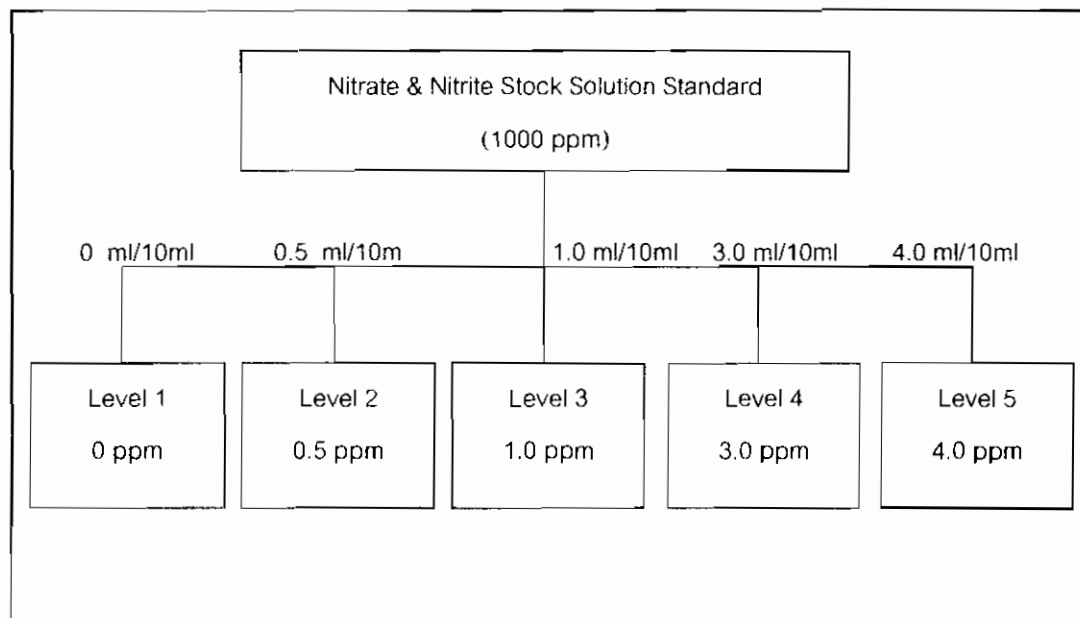 Nitrate & Nitrite Stock Solution Standard
(1000 ppm)
0 ml/10ml 0.5 ml/10m 1.0 ml/10ml 3.0 ml/10ml 4.0 ml/10ml
Level 1 Level 2 Level 3 Level 4 Level 5
0 ppm 0.5 ppm 1.0 ppm 3.0 ppm 4.0 ppm